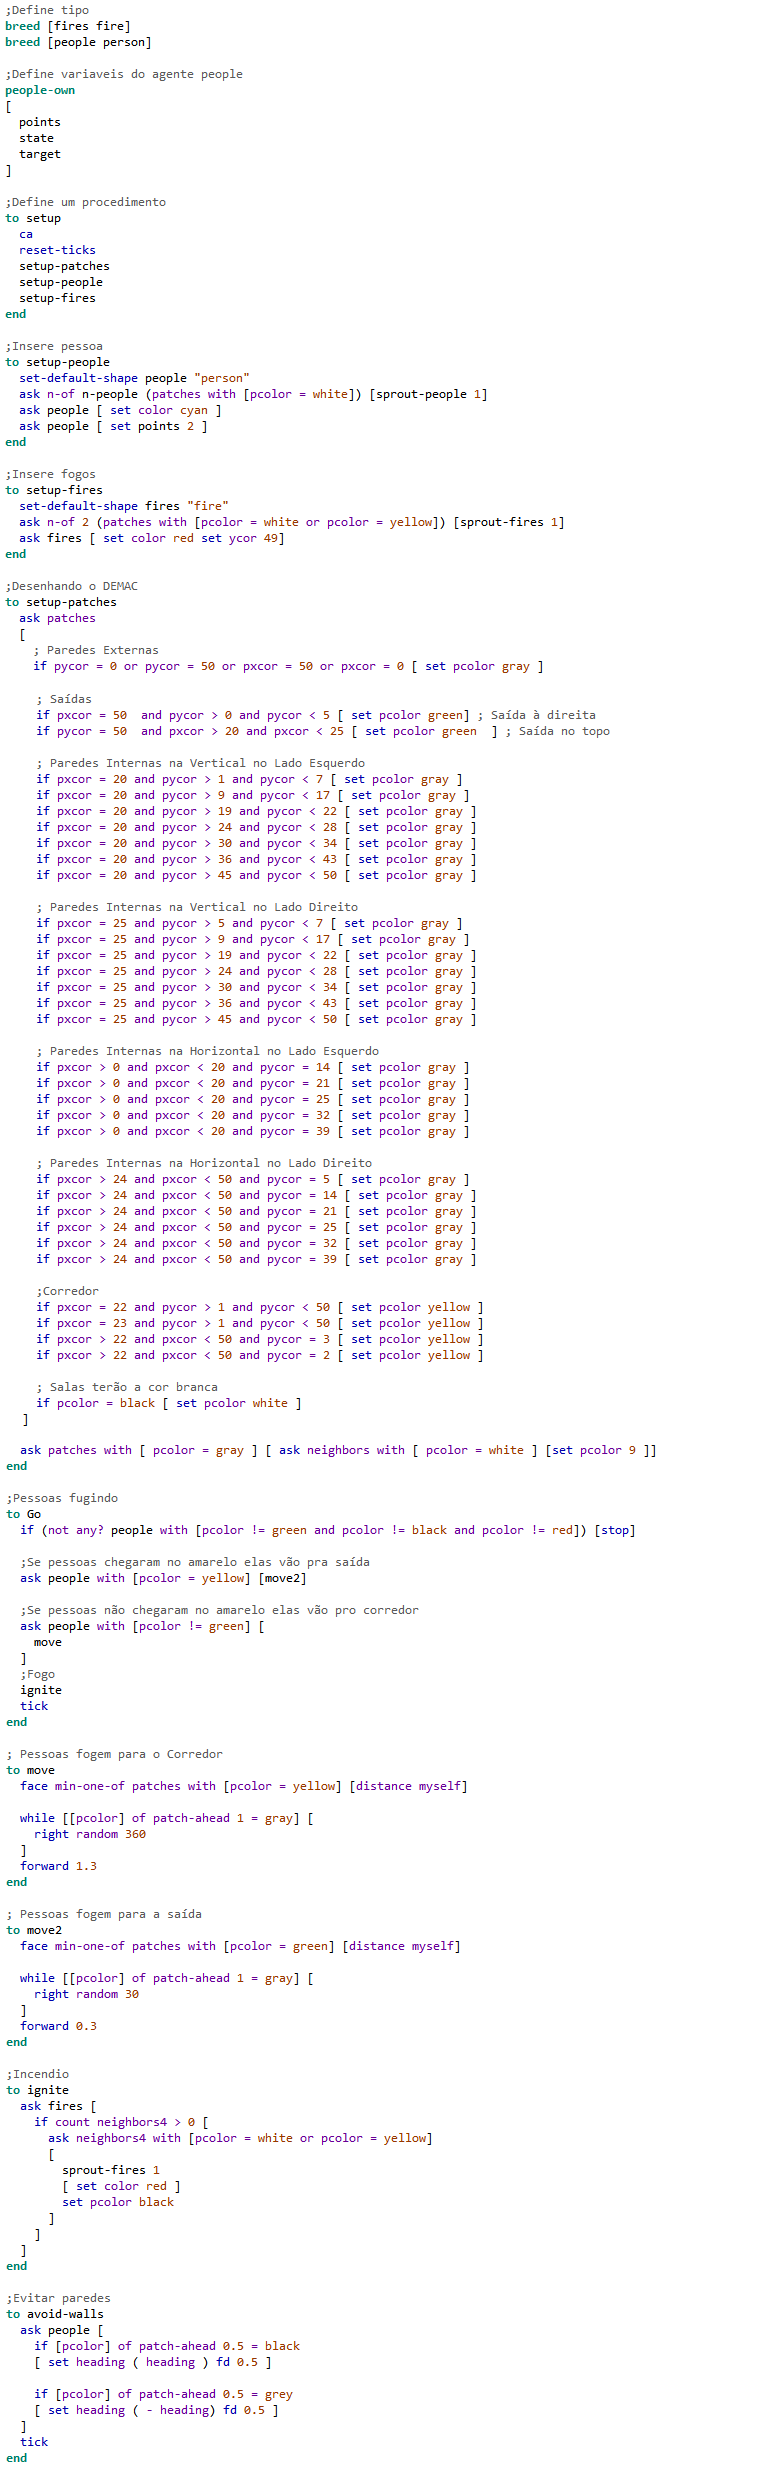 ;Define tipo
breed [fires fire]
breed [people person]

;Define variaveis do agente people
people-own
[
  points
  state
  target
]

;Define um procedimento
to setup
  ca
  reset-ticks
  setup-patches
  setup-people
  setup-fires
end

;Insere pessoa
to setup-people
  set-default-shape people "person"
  ask n-of n-people (patches with [pcolor = white]) [sprout-people 1]
  ask people [ set color cyan ]
  ask people [ set points 2 ]
end

;Insere fogos
to setup-fires
  set-default-shape fires "fire"
  ask n-of 2 (patches with [pcolor = white or pcolor = yellow]) [sprout-fires 1]
  ask fires [ set color red set ycor 49]
end

;Desenhando o DEMAC
to setup-patches
  ask patches
  [
    ; Paredes Externas
    if pycor = 0 or pycor = 50 or pxcor = 50 or pxcor = 0 [ set pcolor gray ]

    ; Saídas
    if pxcor = 50  and pycor > 0 and pycor < 5 [ set pcolor green] ; Saída à direita
    if pycor = 50  and pxcor > 20 and pxcor < 25 [ set pcolor green  ] ; Saída no topo

    ; Paredes Internas na Vertical no Lado Esquerdo
    if pxcor = 20 and pycor > 1 and pycor < 7 [ set pcolor gray ]
    if pxcor = 20 and pycor > 9 and pycor < 17 [ set pcolor gray ]
    if pxcor = 20 and pycor > 19 and pycor < 22 [ set pcolor gray ]
    if pxcor = 20 and pycor > 24 and pycor < 28 [ set pcolor gray ]
    if pxcor = 20 and pycor > 30 and pycor < 34 [ set pcolor gray ]
    if pxcor = 20 and pycor > 36 and pycor < 43 [ set pcolor gray ]
    if pxcor = 20 and pycor > 45 and pycor < 50 [ set pcolor gray ]

    ; Paredes Internas na Vertical no Lado Direito
    if pxcor = 25 and pycor > 5 and pycor < 7 [ set pcolor gray ]
    if pxcor = 25 and pycor > 9 and pycor < 17 [ set pcolor gray ]
    if pxcor = 25 and pycor > 19 and pycor < 22 [ set pcolor gray ]
    if pxcor = 25 and pycor > 24 and pycor < 28 [ set pcolor gray ]
    if pxcor = 25 and pycor > 30 and pycor < 34 [ set pcolor gray ]
    if pxcor = 25 and pycor > 36 and pycor < 43 [ set pcolor gray ]
    if pxcor = 25 and pycor > 45 and pycor < 50 [ set pcolor gray ]

    ; Paredes Internas na Horizontal no Lado Esquerdo
    if pxcor > 0 and pxcor < 20 and pycor = 14 [ set pcolor gray ]
    if pxcor > 0 and pxcor < 20 and pycor = 21 [ set pcolor gray ]
    if pxcor > 0 and pxcor < 20 and pycor = 25 [ set pcolor gray ]
    if pxcor > 0 and pxcor < 20 and pycor = 32 [ set pcolor gray ]
    if pxcor > 0 and pxcor < 20 and pycor = 39 [ set pcolor gray ]

    ; Paredes Internas na Horizontal no Lado Direito
    if pxcor > 24 and pxcor < 50 and pycor = 5 [ set pcolor gray ]
    if pxcor > 24 and pxcor < 50 and pycor = 14 [ set pcolor gray ]
    if pxcor > 24 and pxcor < 50 and pycor = 21 [ set pcolor gray ]
    if pxcor > 24 and pxcor < 50 and pycor = 25 [ set pcolor gray ]
    if pxcor > 24 and pxcor < 50 and pycor = 32 [ set pcolor gray ]
    if pxcor > 24 and pxcor < 50 and pycor = 39 [ set pcolor gray ]

    ;Corredor
    if pxcor = 22 and pycor > 1 and pycor < 50 [ set pcolor yellow ]
    if pxcor = 23 and pycor > 1 and pycor < 50 [ set pcolor yellow ]
    if pxcor > 22 and pxcor < 50 and pycor = 3 [ set pcolor yellow ]
    if pxcor > 22 and pxcor < 50 and pycor = 2 [ set pcolor yellow ]

    ; Salas terão a cor branca
    if pcolor = black [ set pcolor white ]
  ]

  ask patches with [ pcolor = gray ] [ ask neighbors with [ pcolor = white ] [set pcolor 9 ]]
end

;Pessoas fugindo
to Go
  if (not any? people with [pcolor != green and pcolor != black and pcolor != red]) [stop]

  ;Se pessoas chegaram no amarelo elas vão pra saída
  ask people with [pcolor = yellow] [move2]

  ;Se pessoas não chegaram no amarelo elas vão pro corredor
  ask people with [pcolor != green] [
    move
  ]
  ;Fogo
  ignite
  tick
end

; Pessoas fogem para o Corredor
to move
  face min-one-of patches with [pcolor = yellow] [distance myself]

  while [[pcolor] of patch-ahead 1 = gray] [
    right random 360
  ]
  forward 1.3
end

; Pessoas fogem para a saída
to move2
  face min-one-of patches with [pcolor = green] [distance myself]

  while [[pcolor] of patch-ahead 1 = gray] [
    right random 30
  ]
  forward 0.3
end

;Incendio
to ignite
  ask fires [
    if count neighbors4 > 0 [
      ask neighbors4 with [pcolor = white or pcolor = yellow]
      [
        sprout-fires 1
        [ set color red ]
        set pcolor black
      ]
    ]
  ]
end

;Evitar paredes
to avoid-walls
  ask people [
    if [pcolor] of patch-ahead 0.5 = black
    [ set heading ( heading ) fd 0.5 ]

    if [pcolor] of patch-ahead 0.5 = grey
    [ set heading ( - heading) fd 0.5 ]
  ]
  tick
end